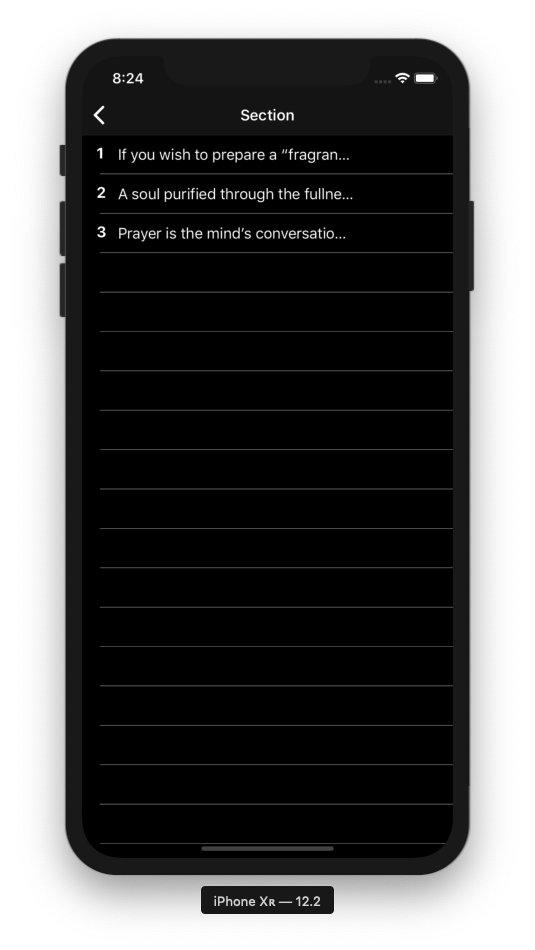 8:24
Section
1 If you wish to prepare a “fragran...
2 A soul purified through the fullne...
3 Prayer is the mind’s conversatio...
iPhone Xʀ — 12.2